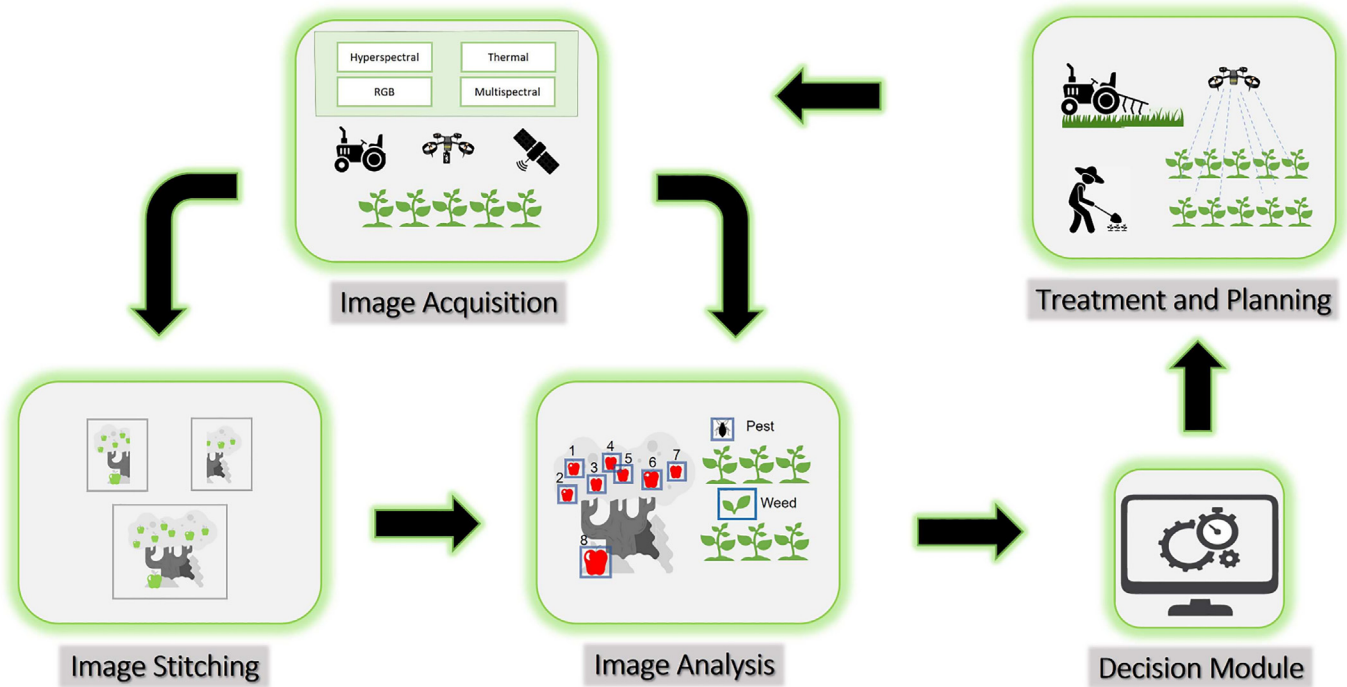 Hyperspectral
Thermal
RGB
Multispectral
Image Acquisition
Treatment and Planning
1
2
3
4
5
6
7
8
Pest
Weed
Image Stitching
Image Analysis
Decision Module